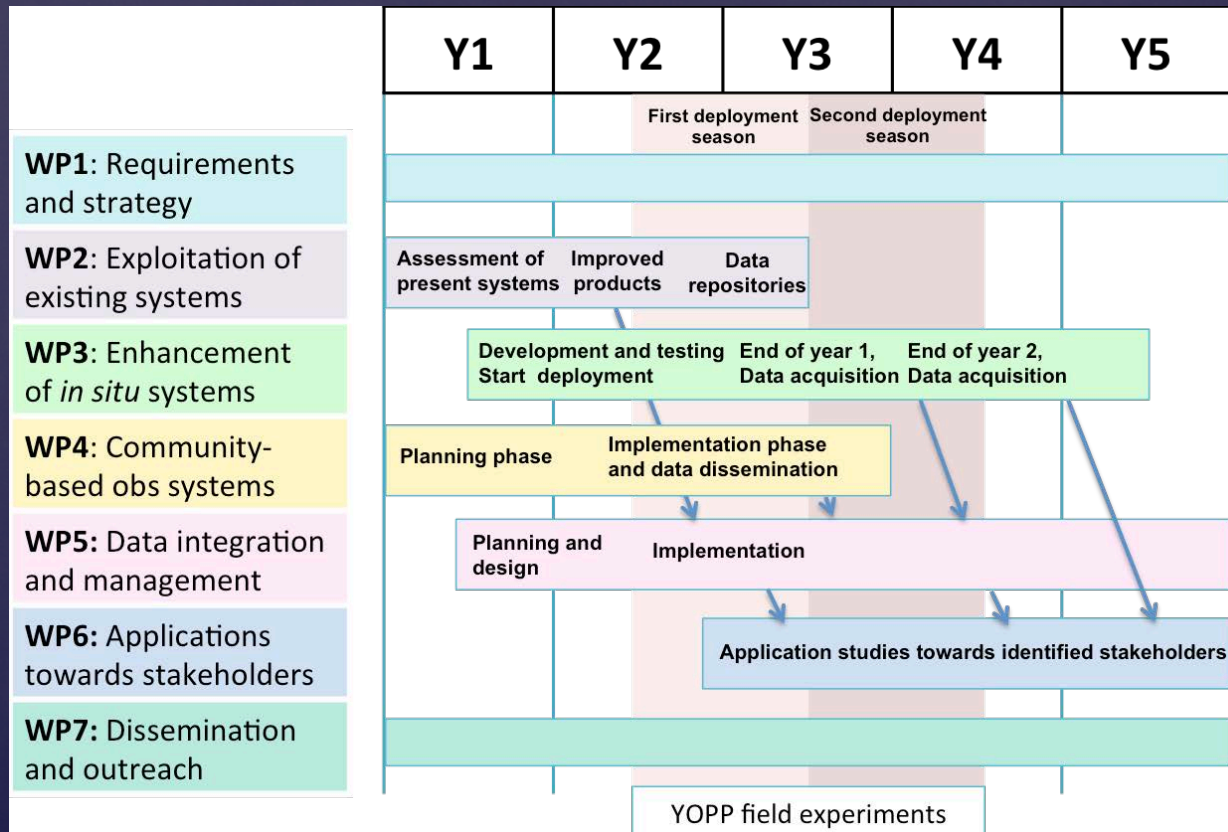 Y1 Y2 Y3 Y4 Y5
First deployment
season
Second deployment
season
WP1: Requirements
and strategy
WP2: Exploitation of
existing systems
Assessment of
present systems
Improved
products
Data
repositories
WP3: Enhancement
of in situ systems
Development and testing
Start deployment
End of year 1,
Data acquisition
End of year 2,
Data acquisition
WP4: Community-
based obs systems
Planning phase
Implementation phase
and data dissemination
WP5: Data integration
and management
Planning and
design
Implementation
WP6: Applications
towards stakeholders
Application studies towards identified stakeholders
WP7: Dissemination
and outreach
YOPP field experiments